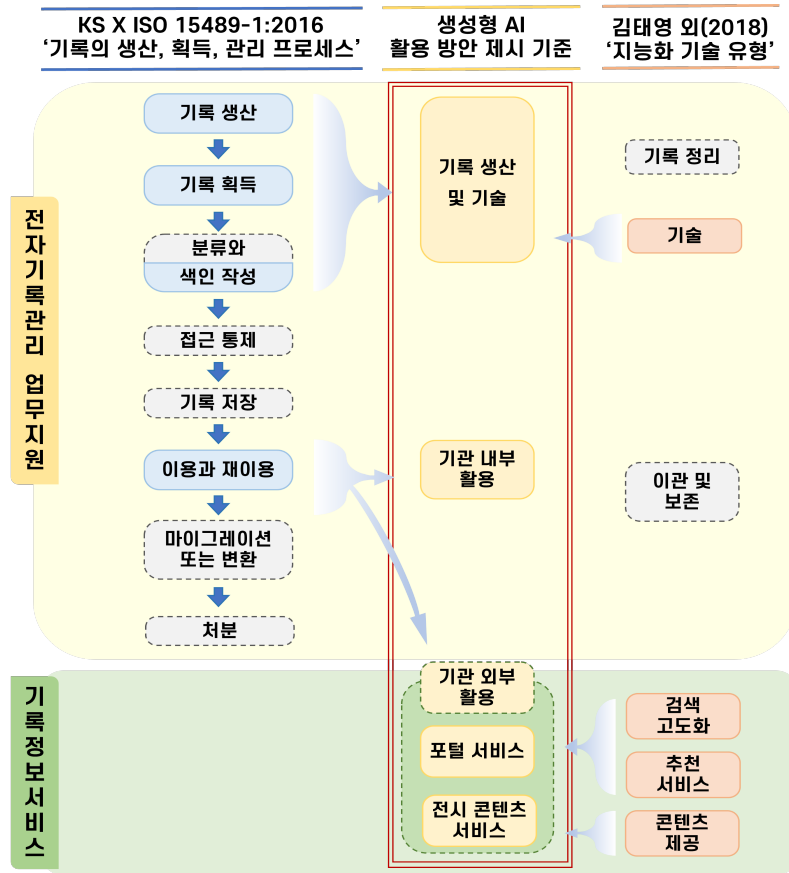 KS X ISO 15489-1:2016
‘기록의 생산, 획득, 관리 프로세스’
생성형 AI
활용 방안 제시 기준
김태영 외(2018)
‘지능화 기술 유형’
전자기록관리 업무지원
기록 생산
기록 획득
분류와
색인 작성
접근 통제
기록 저장
이용과 재이용
마이그레이션
또는 변환
처분
기록 생산
및 기술
기관 내부
활용
기록 정리
기술
이관 및
보존
기록정보서비스
기관 외부
활용
포털 서비스
전시 콘텐츠
서비스
검색
고도화
추천
서비스
콘텐츠
제공